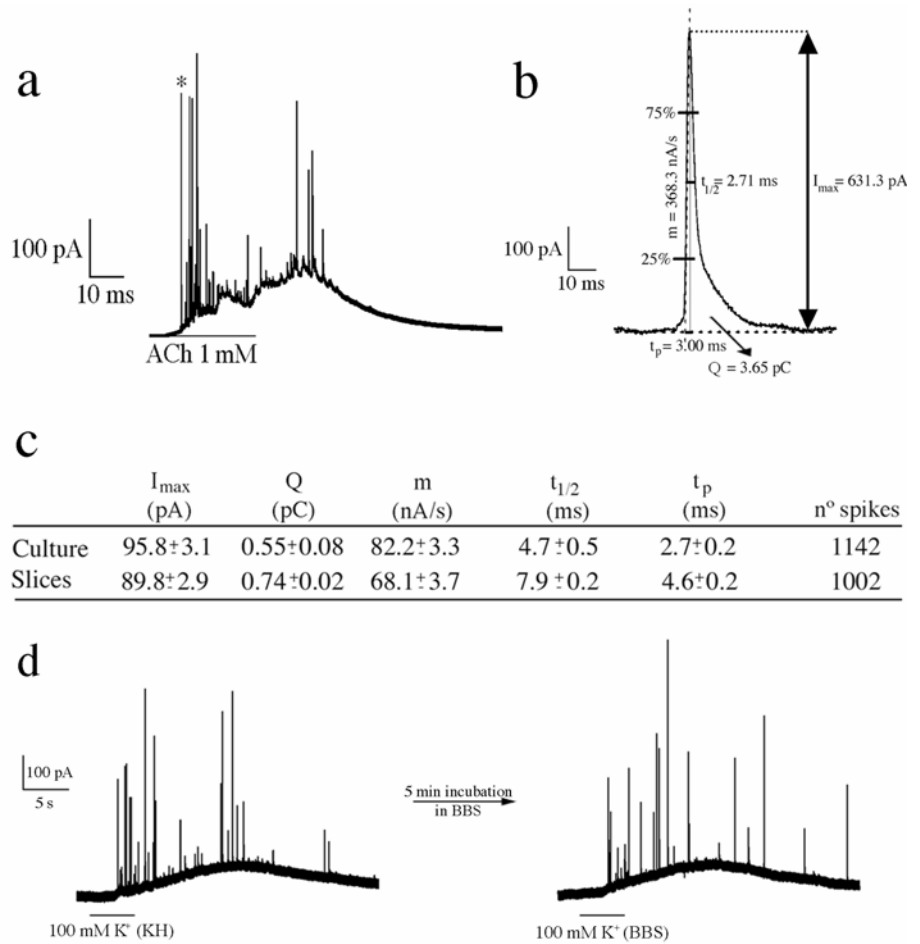 a
*
100 pA
10 ms
ACh 1 mM
b
75%
m = 368.3 nA/s
t1/2 = 2.71 ms
Imax = 631.3 pA
100 pA
25%
10 ms
tp = 3.00 ms
Q = 3.65 pC
c
Imax Q m t1/2 tp
(pA) (pC) (nA/s) (ms) (ms) nº spikes
Culture 95.8±3.1 0.55±0.08 82.2±3.3 4.7±0.5 2.7±0.2 1142
Slices 89.8±2.9 0.74±0.02 68.1±3.7 7.9±0.2 4.6±0.2 1002
d
100 pA
5 s
5 min incubation
in BBS
100 mM K+ (KH)
100 mM K+ (BBS)